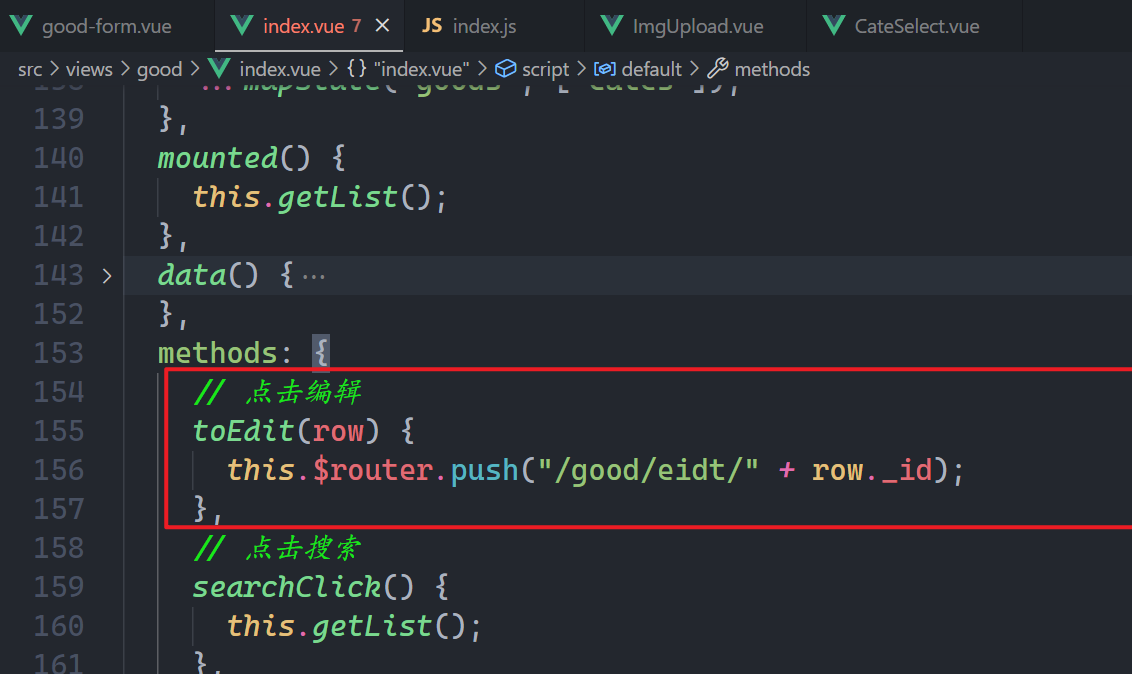 good-form.vue index.vue 7 × JS index.js ImgUpload.vue CateSelect.vue
src > views > good > index.vue > {} "index.vue" > script > default > methods
...mapState("goods", ["cates"]);
139 },
140 mounted() {
141 this.getList();
142 },
143 > data() { ...
152 },
153 methods: {
154 // 点击编辑
155 toEdit(row) {
156 this.$router.push("/good/eidt/" + row._id);
157 },
158 // 点击搜索
159 searchClick() {
160 this.getList();
161 },